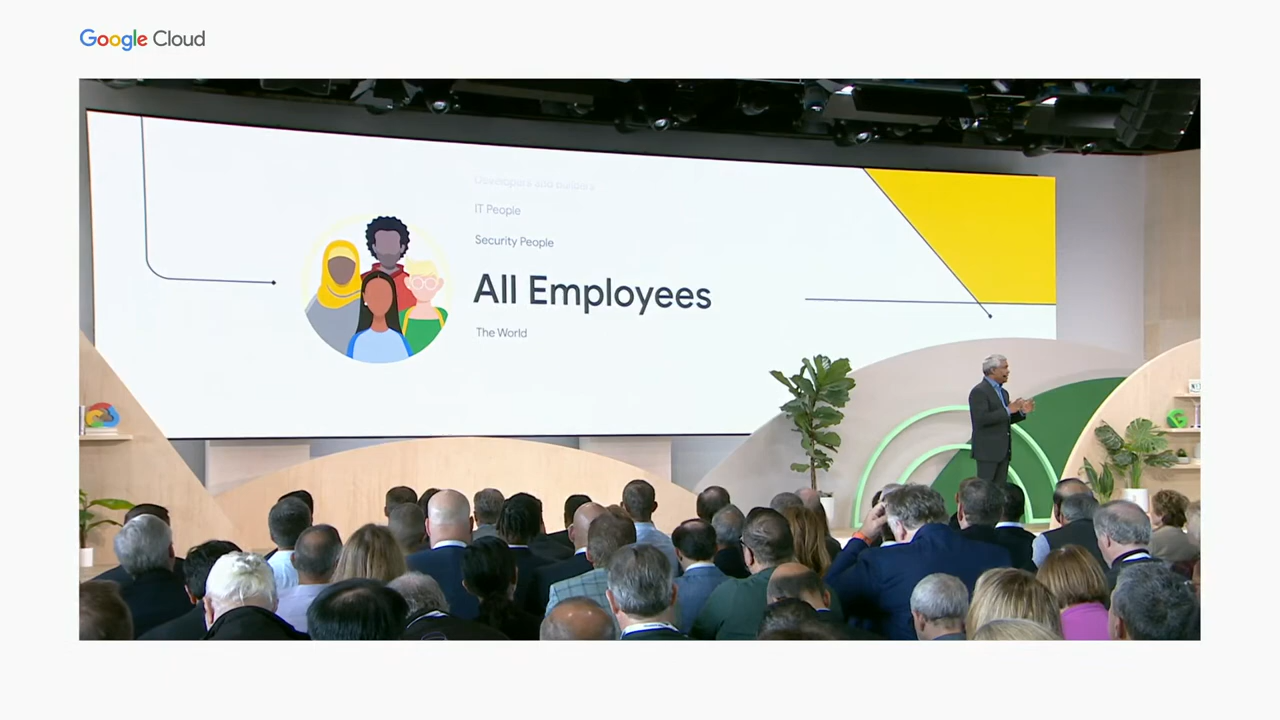 Google Cloud
IT People
Security People
All Employees
The World